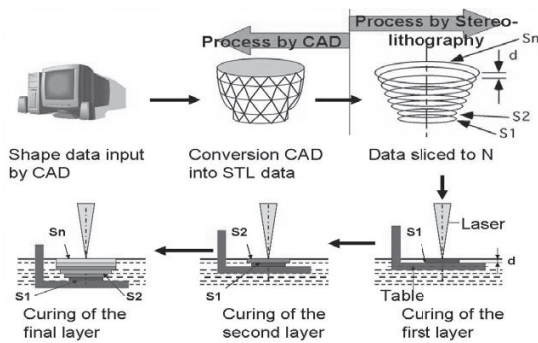 Process by CAD
Process by Stereo-
lithography
Sn
d
S2
S1
Shape data input
by CAD
Conversion CAD
into STL data
Data sliced to N
Laser
Sn
S1
S2
Curing of the
final layer
S2
S1
Curing of the
second layer
S1
d
Table
Curing of the
first layer